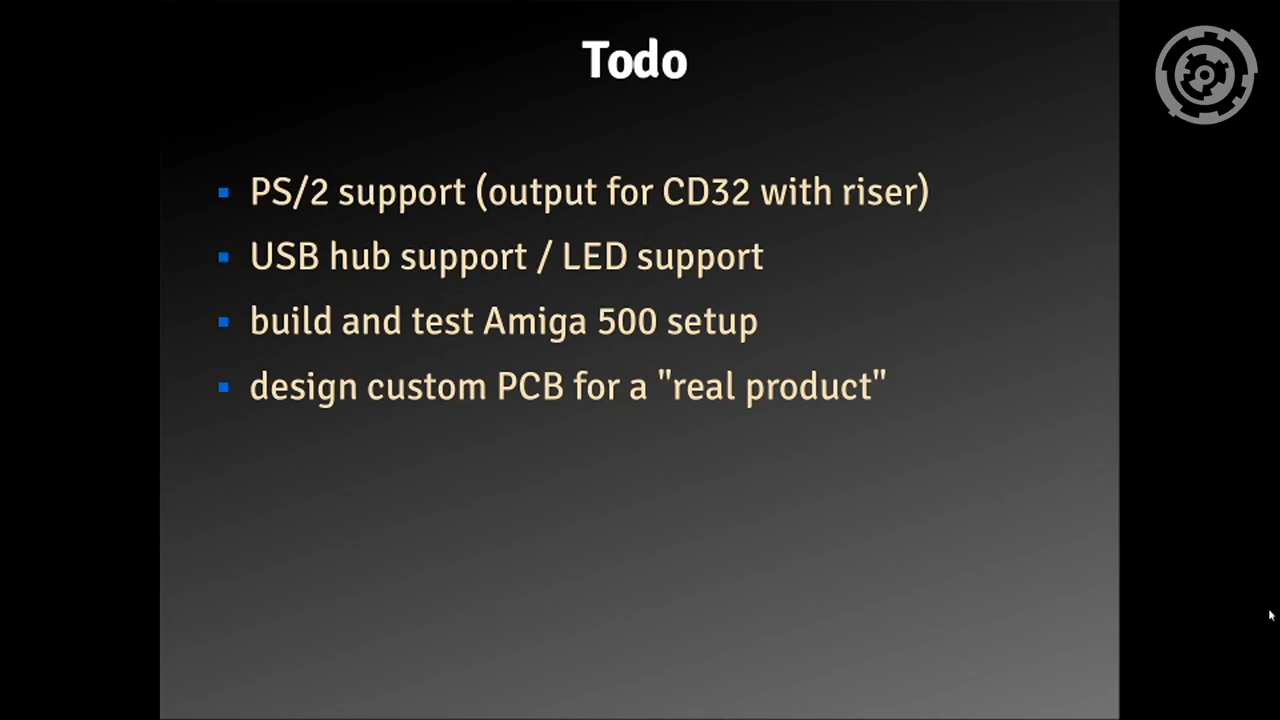 Todo
PS/2 support (output for CD32 with riser)
USB hub support / LED support
build and test Amiga 500 setup
design custom PCB for a "real product"